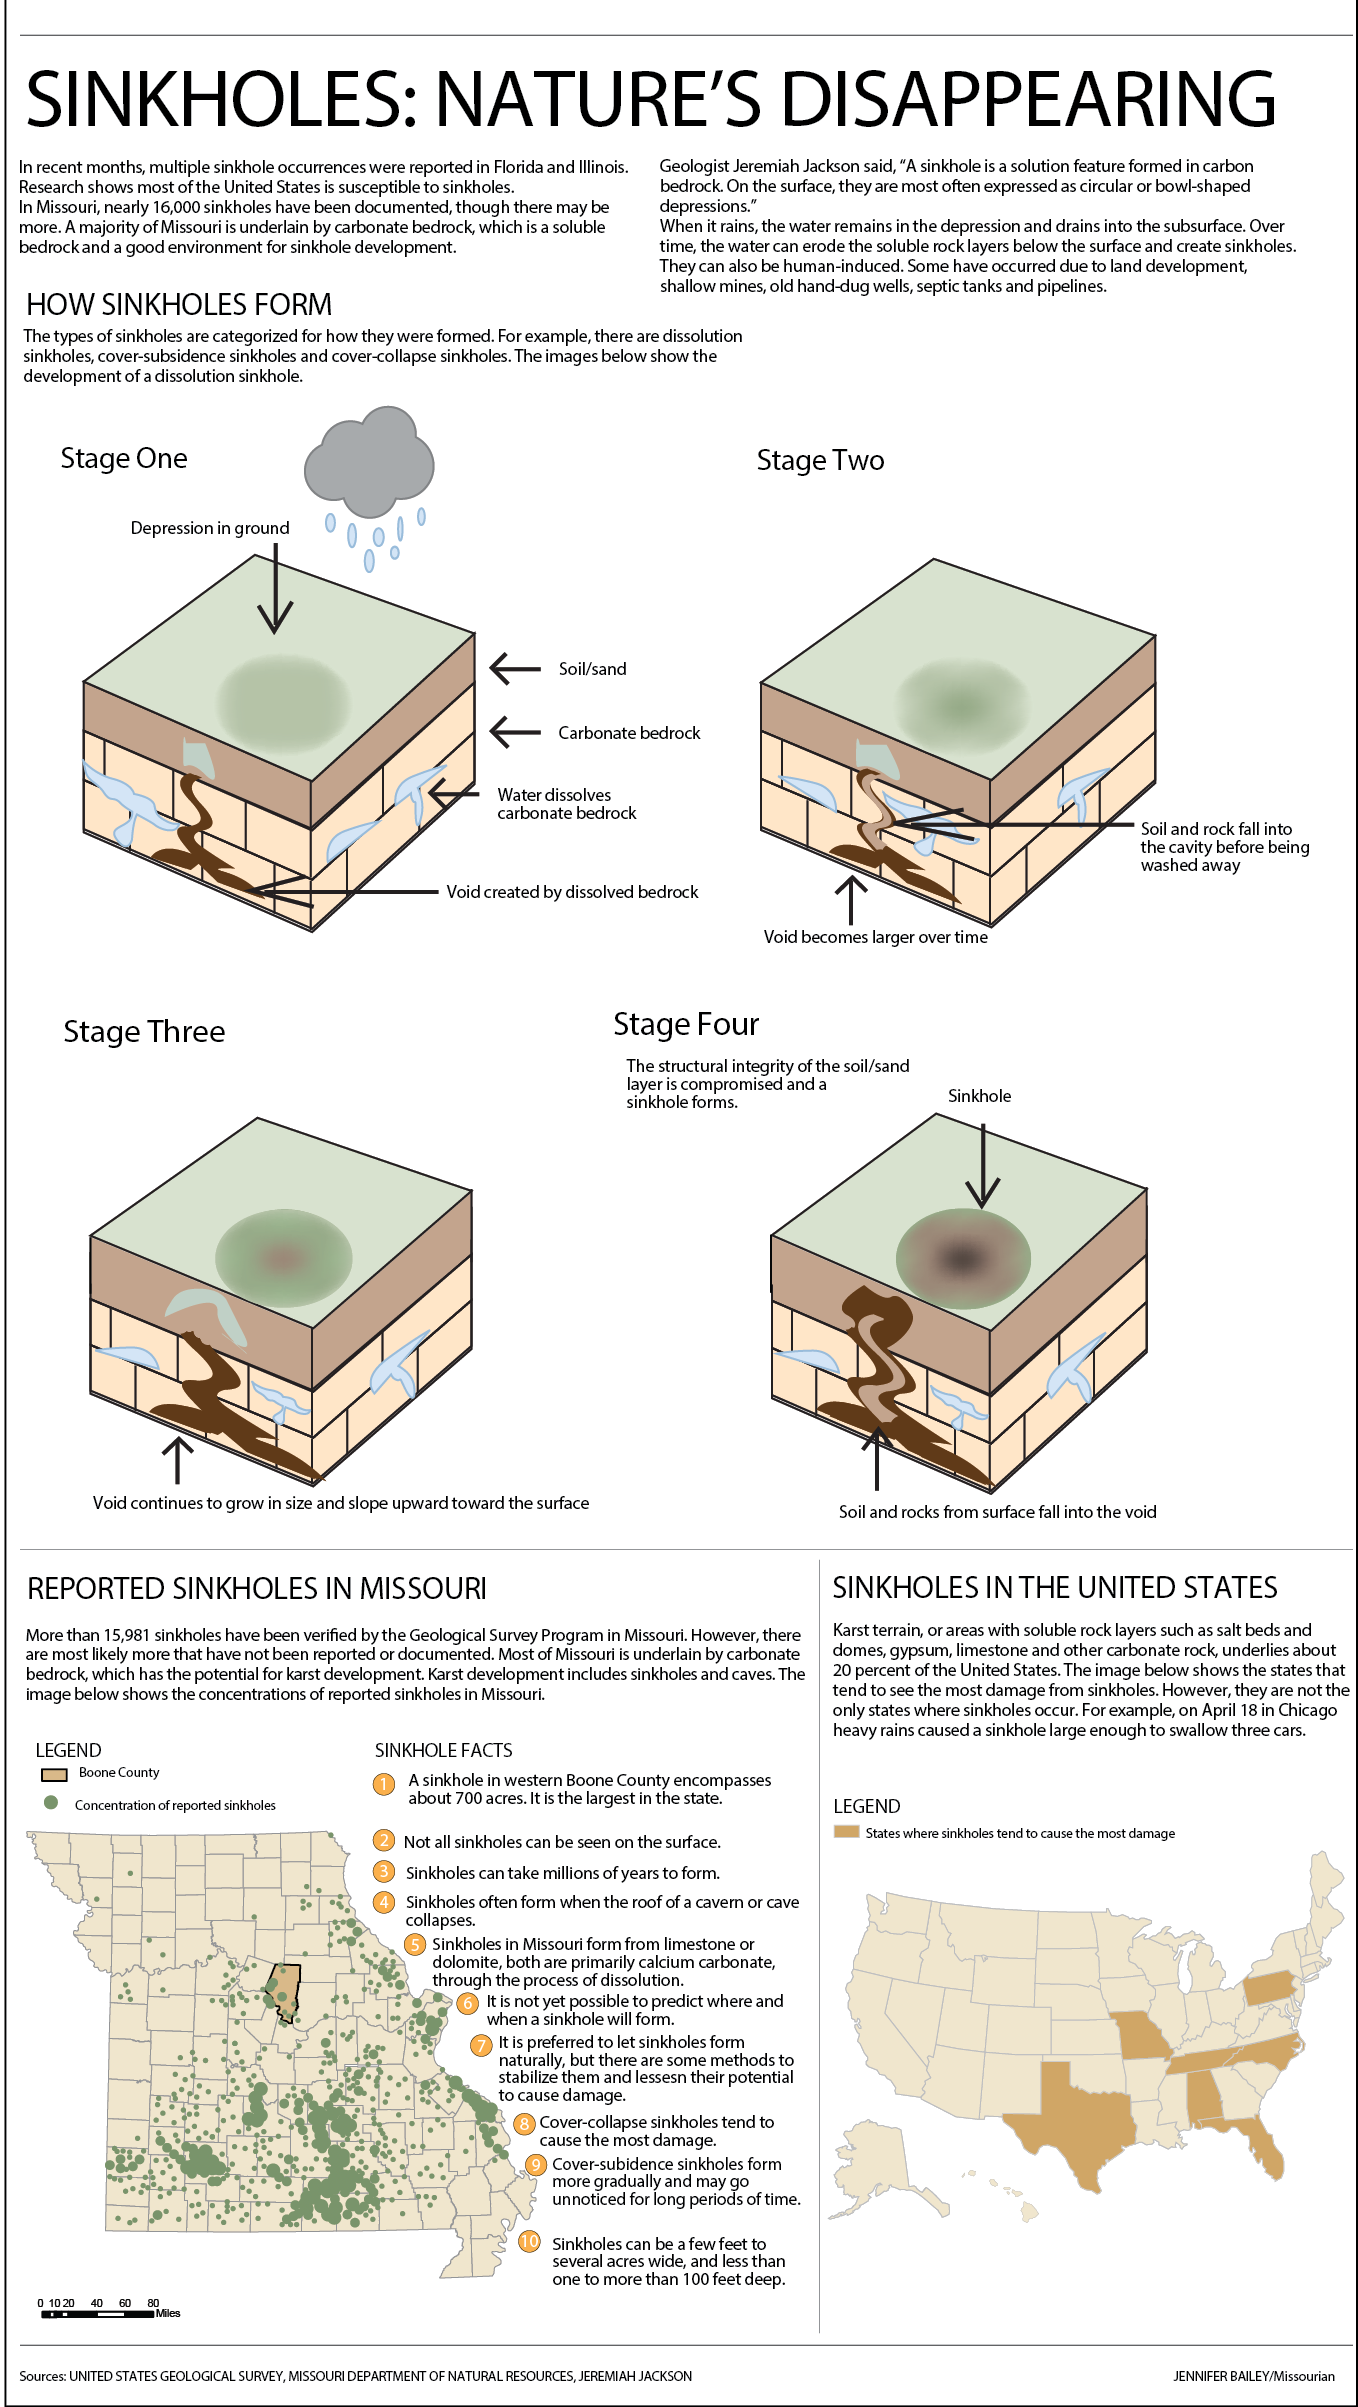 SINKHOLES: NATURE'S DISAPPEARING
In recent months, multiple sinkhole occurrences were reported in Florida and Illinois.
Research shows most of the United States is susceptible to sinkholes.
In Missouri, nearly 16,000 sinkholes have been documented, though there may be
more. A majority of Missouri is underlain by carbonate bedrock, which is a soluble
bedrock and a good environment for sinkhole development.
Geologist Jeremiah Jackson said, “A sinkhole is a solution feature formed in carbon
bedrock. On the surface, they are most often expressed as circular or bowl-shaped
depressions.”
When it rains, the water remains in the depression and drains into the subsurface. Over
time, the water can erode the soluble rock layers below the surface and create sinkholes.
They can also be human-induced. Some have occurred due to land development,
shallow mines, old hand-dug wells, septic tanks and pipelines.
HOW SINKHOLES FORM
The types of sinkholes are categorized for how they were formed. For example, there are dissolution
sinkholes, cover-subsidence sinkholes and cover-collapse sinkholes. The images below show the
development of a dissolution sinkhole.
Stage One
Depression in ground
Soil/sand
Carbonate bedrock
Water dissolves
carbonate bedrock
Void created by dissolved bedrock
Stage Two
Soil and rock fall into
the cavity before being
washed away
Void becomes larger over time
Stage Three
Void continues to grow in size and slope upward toward the surface
Stage Four
The structural integrity of the soil/sand
layer is compromised and a
sinkhole forms.
Sinkhole
Soil and rocks from surface fall into the void
REPORTED SINKHOLES IN MISSOURI
More than 15,981 sinkholes have been verified by the Geological Survey Program in Missouri. However, there
are most likely more that have not been reported or documented. Most of Missouri is underlain by carbonate
bedrock, which has the potential for karst development. Karst development includes sinkholes and caves. The
image below shows the concentrations of reported sinkholes in Missouri.
LEGEND
Boone County
Concentration of reported sinkholes
SINKHOLE FACTS
1 A sinkhole in western Boone County encompasses
about 700 acres. It is the largest in the state.
2 Not all sinkholes can be seen on the surface.
3 Sinkholes can take millions of years to form.
4 Sinkholes often form when the roof of a cavern or cave
collapses.
5 Sinkholes in Missouri form from limestone or
dolomite, both are primarily calcium carbonate,
through the process of dissolution.
6 It is not yet possible to predict where and
when a sinkhole will form.
7 It is preferred to let sinkholes form
naturally, but there are some methods to
stabilize them and lessesn their potential
to cause damage.
8 Cover-collapse sinkholes tend to
cause the most damage.
9 Cover-subidence sinkholes form
more gradually and may go
unnoticed for long periods of time.
10 Sinkholes can be a few feet to
several acres wide, and less than
one to more than 100 feet deep.
0 10 20 40 60 80
Miles
SINKHOLES IN THE UNITED STATES
Karst terrain, or areas with soluble rock layers such as salt beds and
domes, gypsum, limestone and other carbonate rock, underlies about
20 percent of the United States. The image below shows the states that
tend to see the most damage from sinkholes. However, they are not the
only states where sinkholes occur. For example, on April 18 in Chicago
heavy rains caused a sinkhole large enough to swallow three cars.
LEGEND
States where sinkholes tend to cause the most damage
Sources: UNITED STATES GEOLOGICAL SURVEY, MISSOURI DEPARTMENT OF NATURAL RESOURCES, JEREMIAH JACKSON
JENNIFER BAILEY/Missourian